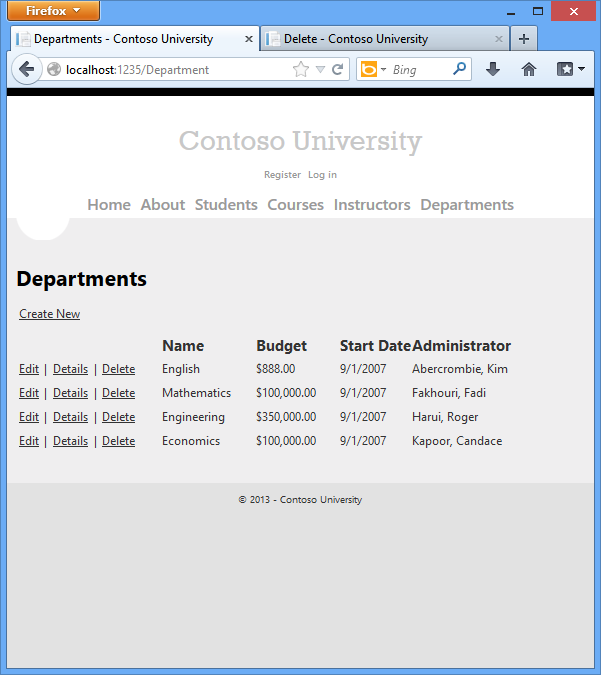 Firefox
Departments - Contoso University
Delete - Contoso University
localhost:1235/Department
Bing
Contoso University
Register Log in
Home About Students Courses Instructors Departments
Departments
Create New
Name Budget Start Date Administrator
Edit | Details | Delete English $888.00 9/1/2007 Abercrombie, Kim
Edit | Details | Delete Mathematics $100,000.00 9/1/2007 Fakhouri, Fadi
Edit | Details | Delete Engineering $350,000.00 9/1/2007 Harui, Roger
Edit | Details | Delete Economics $100,000.00 9/1/2007 Kapoor, Candace
© 2013 - Contoso University